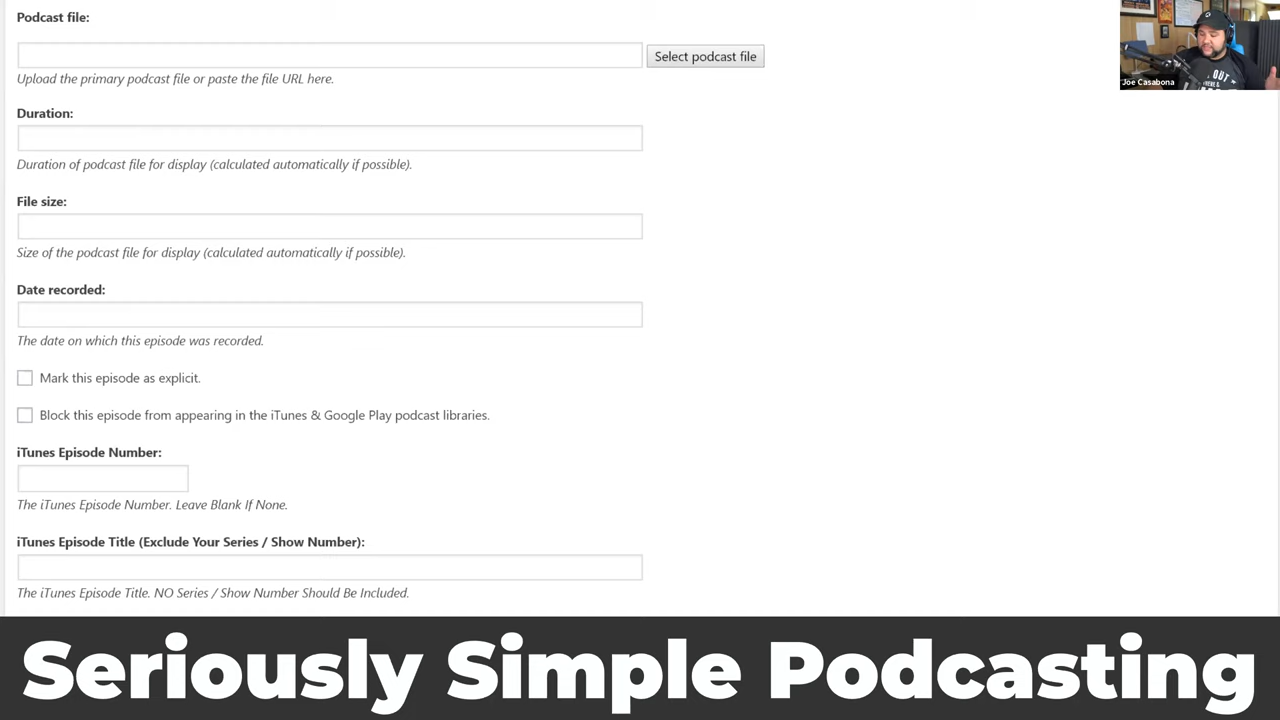 Podcast file:
Select podcast file
Upload the primary podcast file or paste the file URL here.
Duration:
Duration of podcast file for display (calculated automatically if possible).
File size:
Size of the podcast file for display (calculated automatically if possible).
Date recorded:
The date on which this episode was recorded.
Mark this episode as explicit.
Block this episode from appearing in the iTunes & Google Play podcast libraries.
iTunes Episode Number:
The iTunes Episode Number. Leave Blank If None.
iTunes Episode Title (Exclude Your Series / Show Number):
The iTunes Episode Title. NO Series / Show Number Should Be Included.
Joe Casabona
OUT
Seriously Simple Podcasting